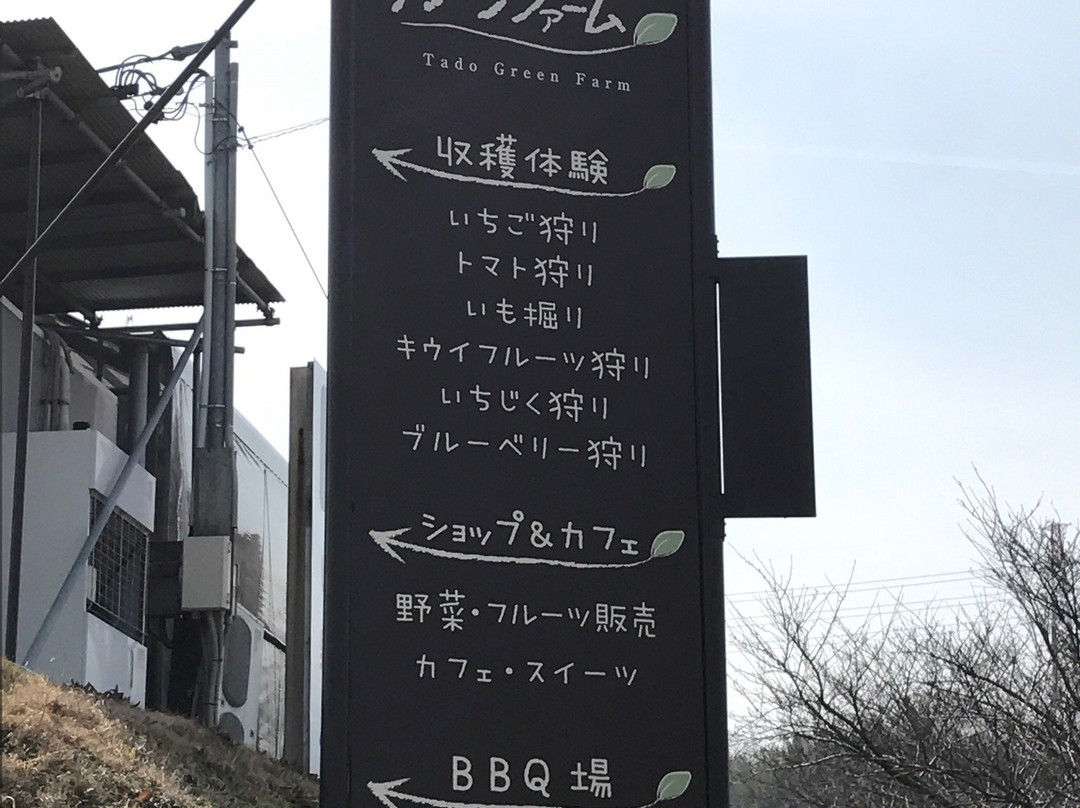 ファーム
Tado Green Farm
収穫体験
いちご狩り
トマト狩り
いも掘り
キウイフルーツ狩り
いちじく狩り
ブルーベリー狩り
ショップ&カフェ
野菜・フルーツ販売
カフェ・スイーツ
BBQ場